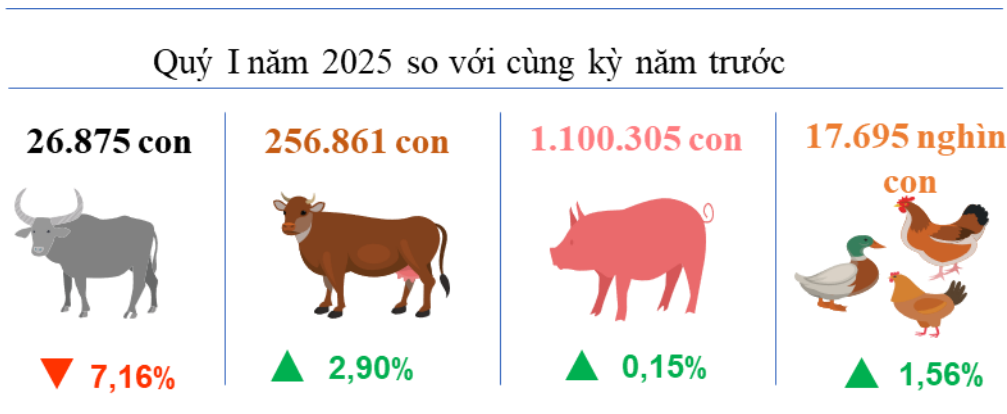 Quý I năm 2025 so với cùng kỳ năm trước
26.875 con
256.861 con
1.100.305 con
17.695 nghìn
con
▼ 7,16%
▲ 2,90%
▲ 0,15%
▲ 1,56%